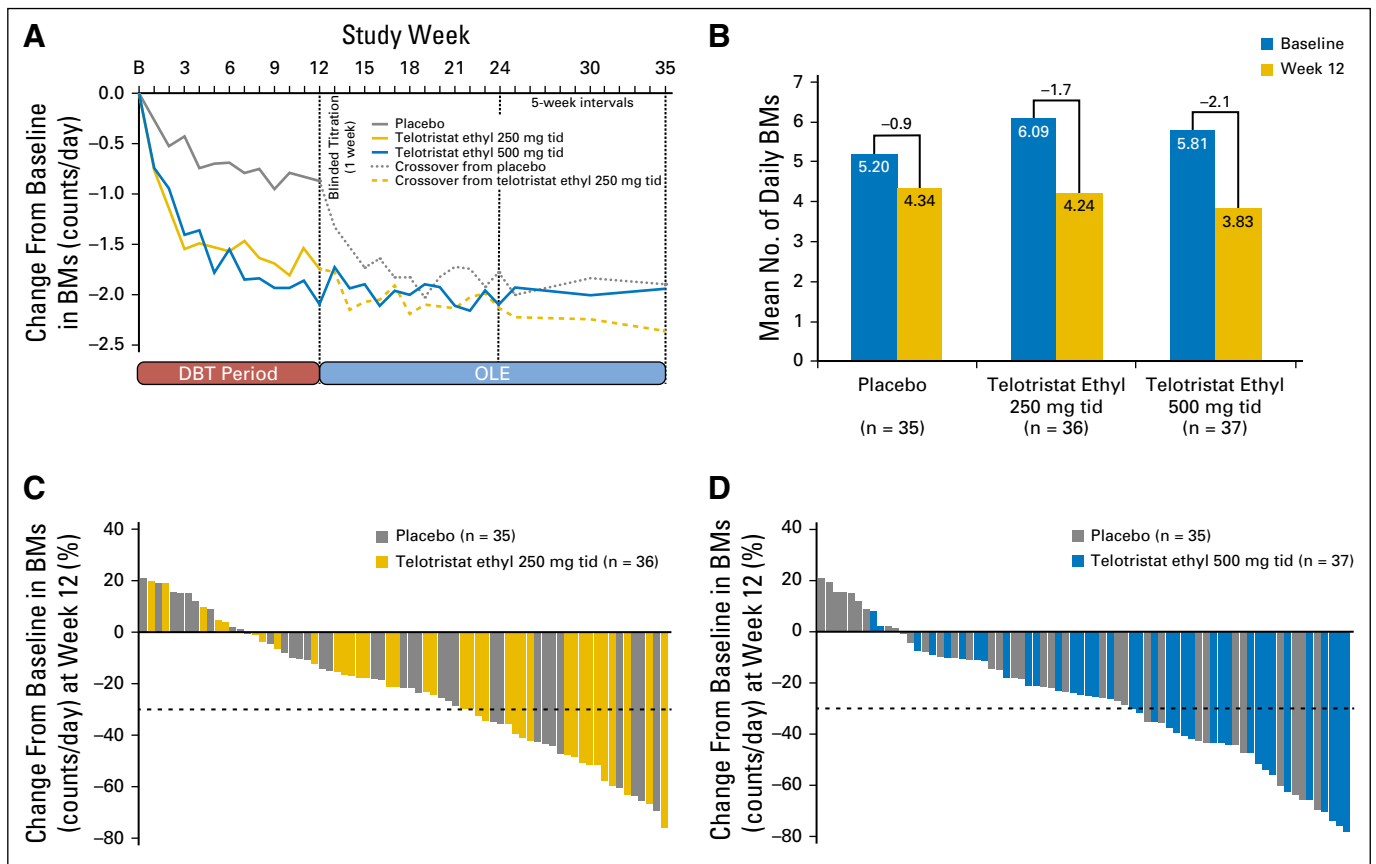 A
Study Week
B 3 6 9 12 15 18 21 24 30 35
0.0
–0.5
–1.0
–1.5
–2.0
–2.5
Change From Baseline
in BMs (counts/day)
Blinded Titration
(1 week)
5-week intervals
Placebo
Telotristat ethyl 250 mg tid
Telotristat ethyl 500 mg tid
Crossover from placebo
Crossover from telotristat ethyl 250 mg tid
DBT Period
OLE
B
Baseline
Week 12
Mean No. of Daily BMs
7
6
5
4
3
2
1
0
–0.9
–1.7
–2.1
5.20
4.34
6.09
4.24
5.81
3.83
Placebo
(n = 35)
Telotristat Ethyl
250 mg tid
(n = 36)
Telotristat Ethyl
500 mg tid
(n = 37)
C
Change From Baseline in BMs
(counts/day) at Week 12 (%)
40
20
0
–20
–40
–60
–80
Placebo (n = 35)
Telotristat ethyl 250 mg tid (n = 36)
D
Change From Baseline in BMs
(counts/day) at Week 12 (%)
40
20
0
–20
–40
–60
–80
Placebo (n = 35)
Telotristat ethyl 500 mg tid (n = 37)